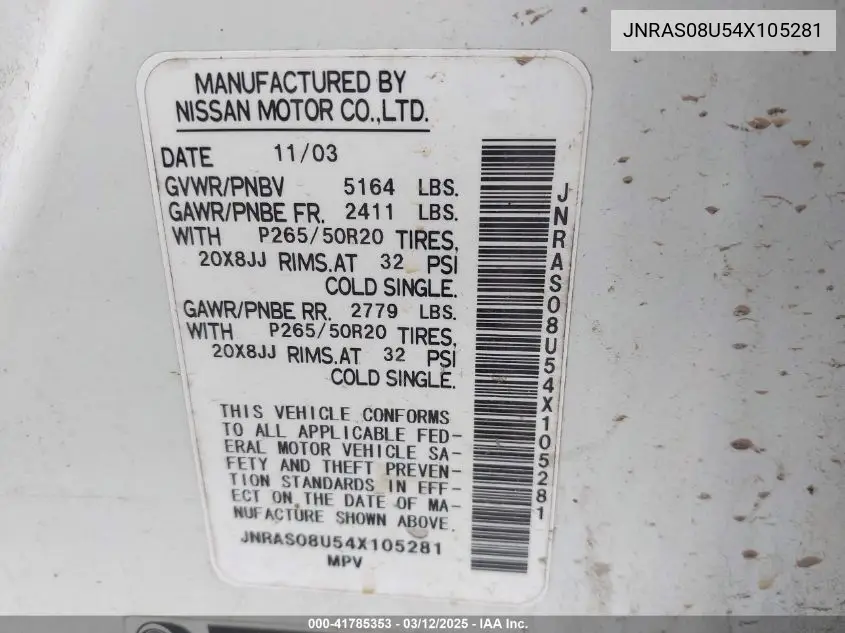 JNRAS08U54X105281
MANUFACTURED BY
NISSAN MOTOR CO.,LTD.
DATE 11/03
GVWR/PNBV 5164 LBS.
GAWR/PNBE FR. 2411 LBS.
WITH P265/50R20 TIRES,
20X8JJ RIMS.AT 32 PSI
COLD SINGLE.
GAWR/PNBE RR. 2779 LBS.
WITH P265/50R20 TIRES,
20X8JJ RIMS.AT 32 PSI
COLD SINGLE.
THIS VEHICLE CONFORMS
TO ALL APPLICABLE FED-
ERAL MOTOR VEHICLE SA-
FETY AND THEFT PREVEN-
TION STANDARDS IN EFF-
ECT ON THE DATE OF MA-
NUFACTURE SHOWN ABOVE.
JNRAS08U54X105281
MPV
JNRAS08U54X105281
000-41785353 - 03/12/2025 - IAA Inc.